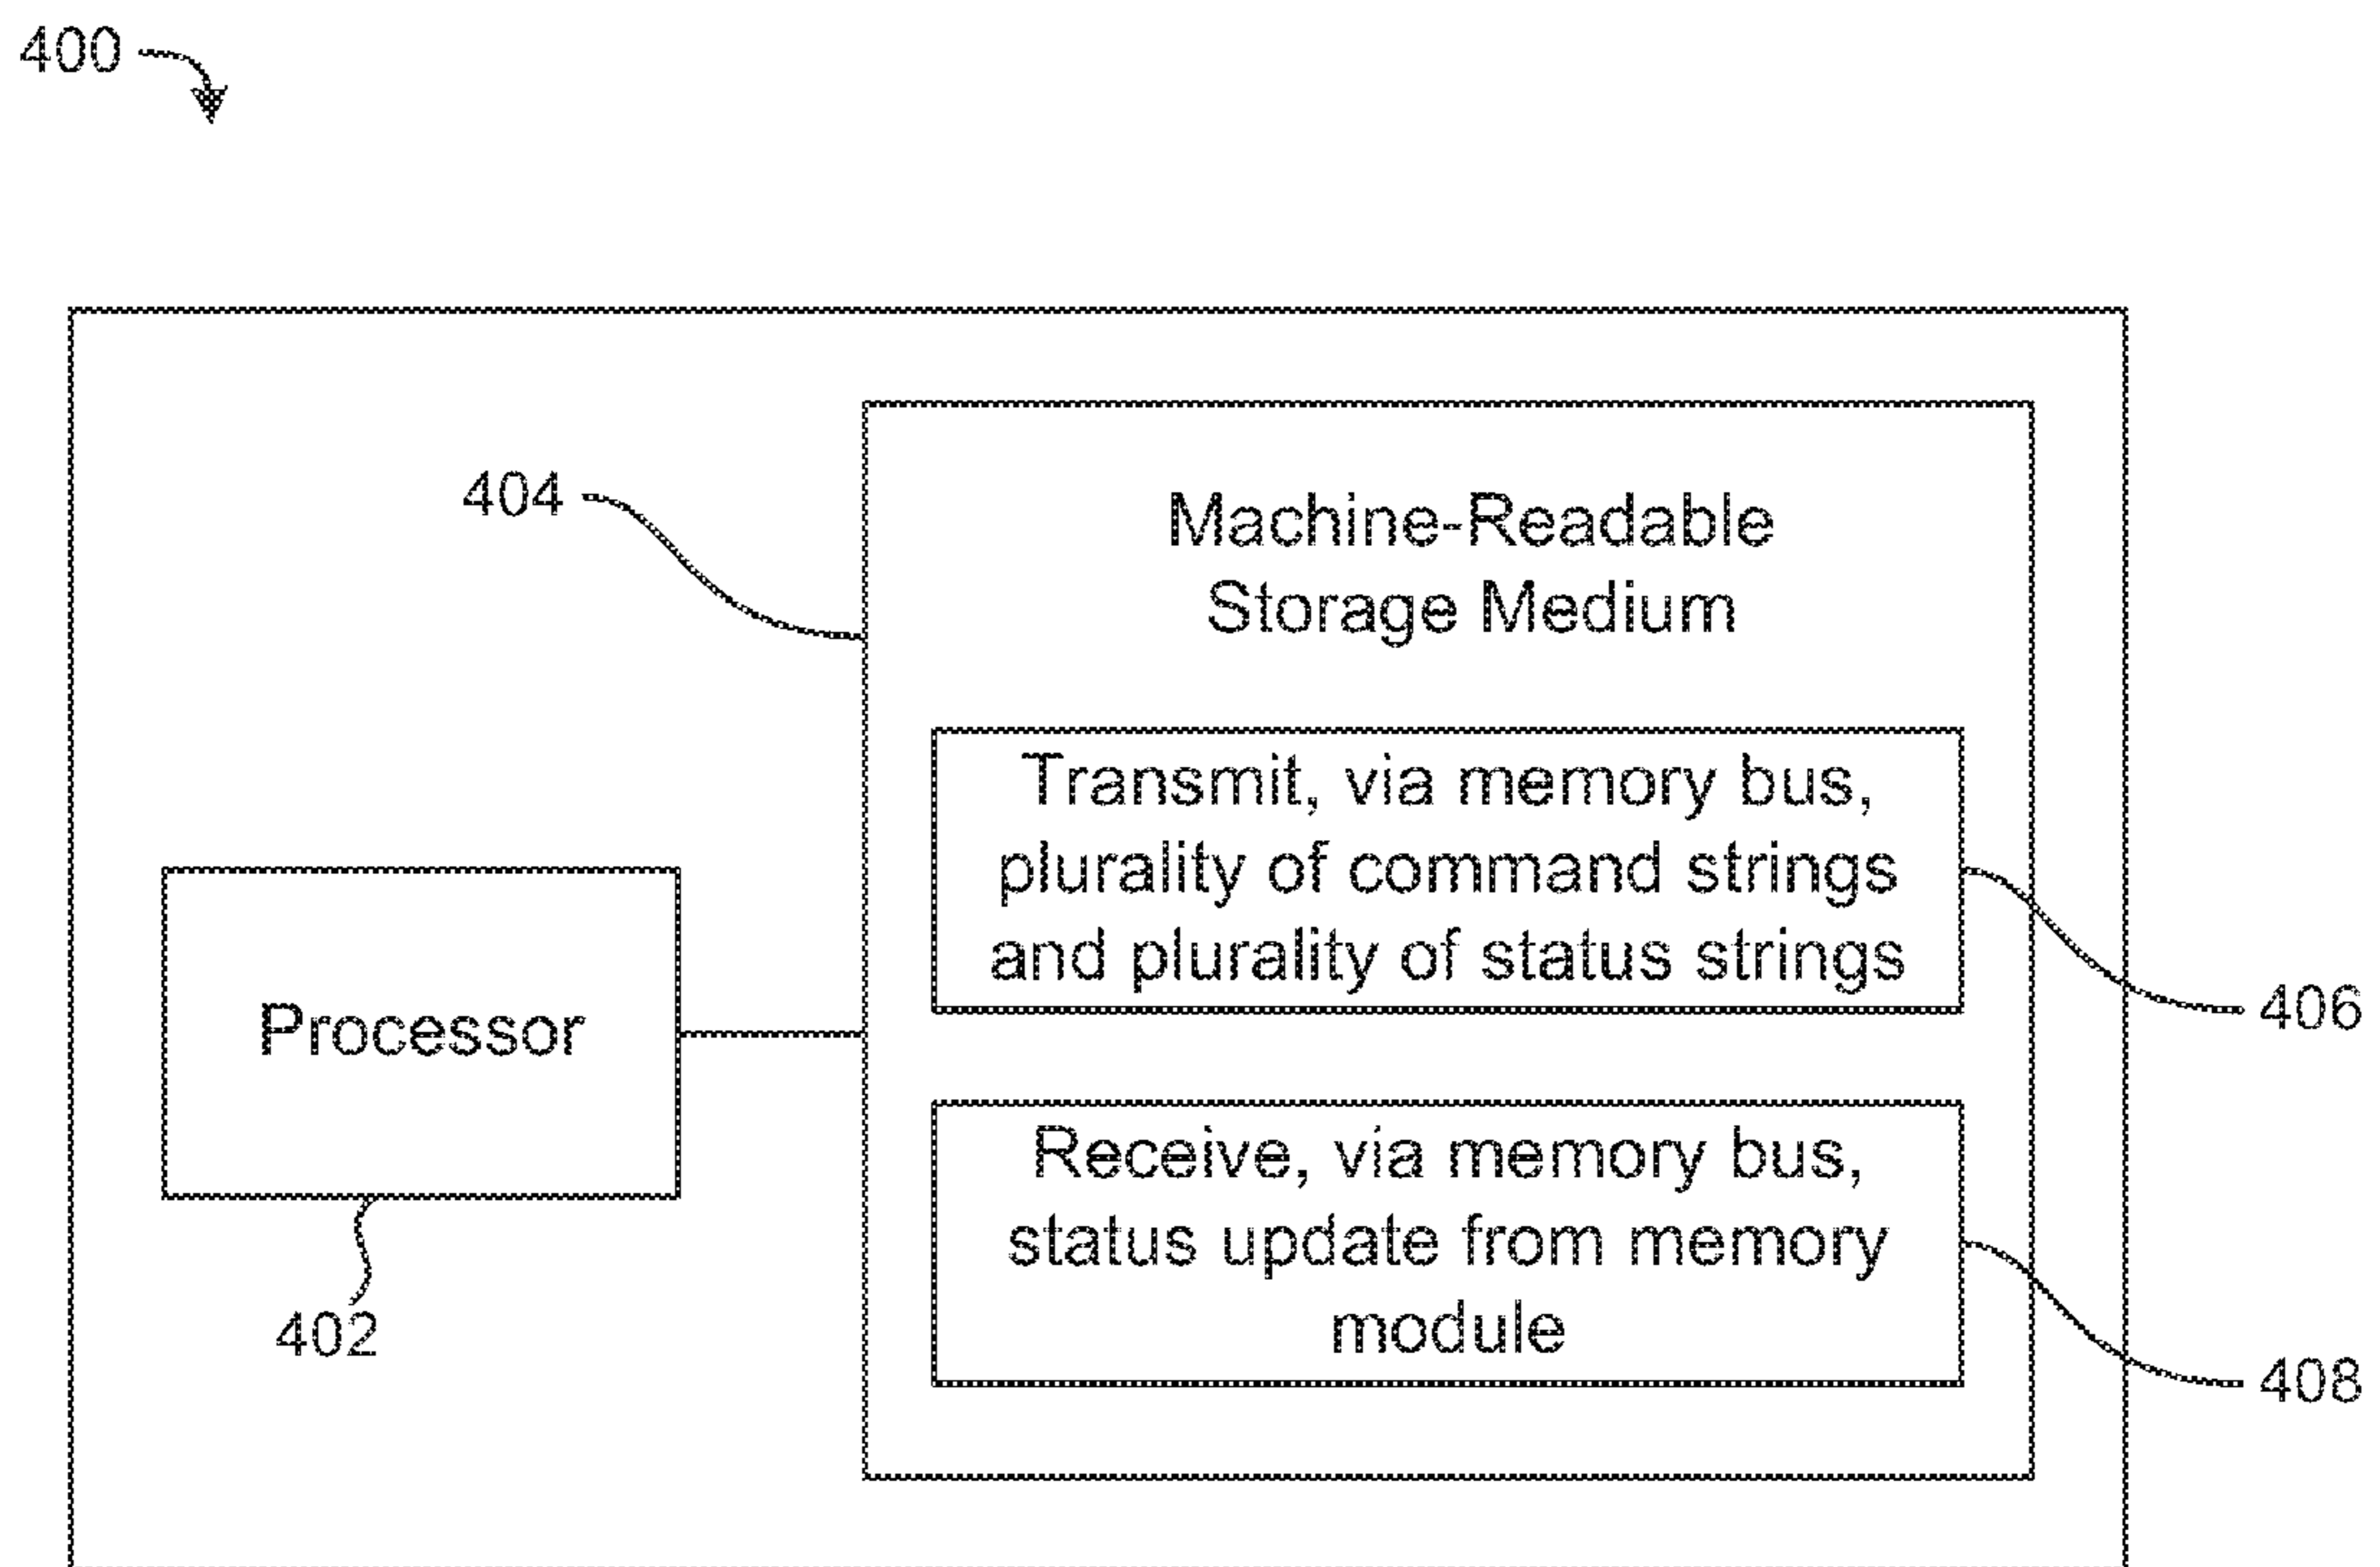 400
404
Machine-Readable
Storage Medium
Transmit, via memory bus,
plurality of command strings
and plurality of status strings
406
Processor
402
Receive, via memory bus,
status update from memory
module
408